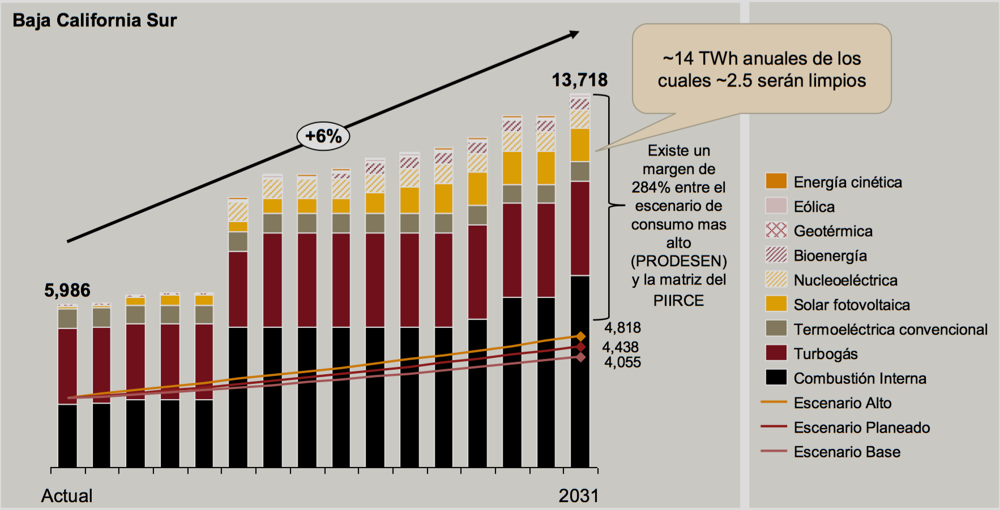 Baja California Sur
~14 TWh anuales de los
cuales ~2.5 serán limpios
13,718
+6%
5,986
Existe un
margen de
284% entre el
escenario de
consumo mas
alto
(PRODESEN)
y la matriz del
PIIRCE
4,818
4,438
4,055
Actual
2031
Energía cinética
Eólica
Geotérmica
Bioenergía
Nucleoeléctrica
Solar fotovoltaica
Termoeléctrica convencional
Turbogás
Combustión Interna
Escenario Alto
Escenario Planeado
Escenario Base